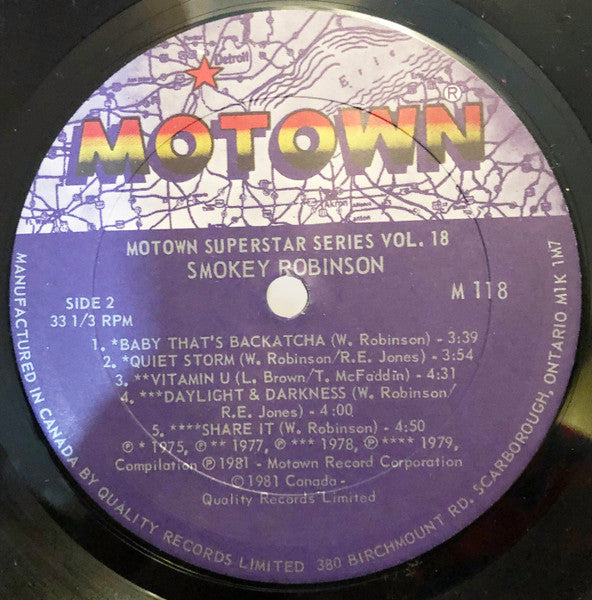 Detroit
Erie
MOTOWN®
Akron
Canton
MOTOWN SUPERSTAR SERIES VOL. 18
SMOKEY ROBINSON
SIDE 2
33 1/3 RPM
M 118
1. *BABY THAT'S BACKATCHA (W. Robinson) - 3:39
2. *QUIET STORM (W. Robinson/R.E. Jones) - 3:54
3. **VITAMIN U (L. Brown/T. McFaddin) - 4:31
4. ***DAYLIGHT & DARKNESS (W. Robinson/
R.E. Jones) - 4:00
5. ****SHARE IT (W. Robinson) - 4:50
℗ * 1975, ℗** 1977, ℗ *** 1978, ℗ **** 1979,
Compilation ℗ 1981 - Motown Record Corporation
© 1981 Canada -
Quality Records Limited
MANUFACTURED IN CANADA BY QUALITY RECORDS LIMITED 380 BIRCHMOUNT RD. SCARBOROUGH, ONTARIO M1K 1M7